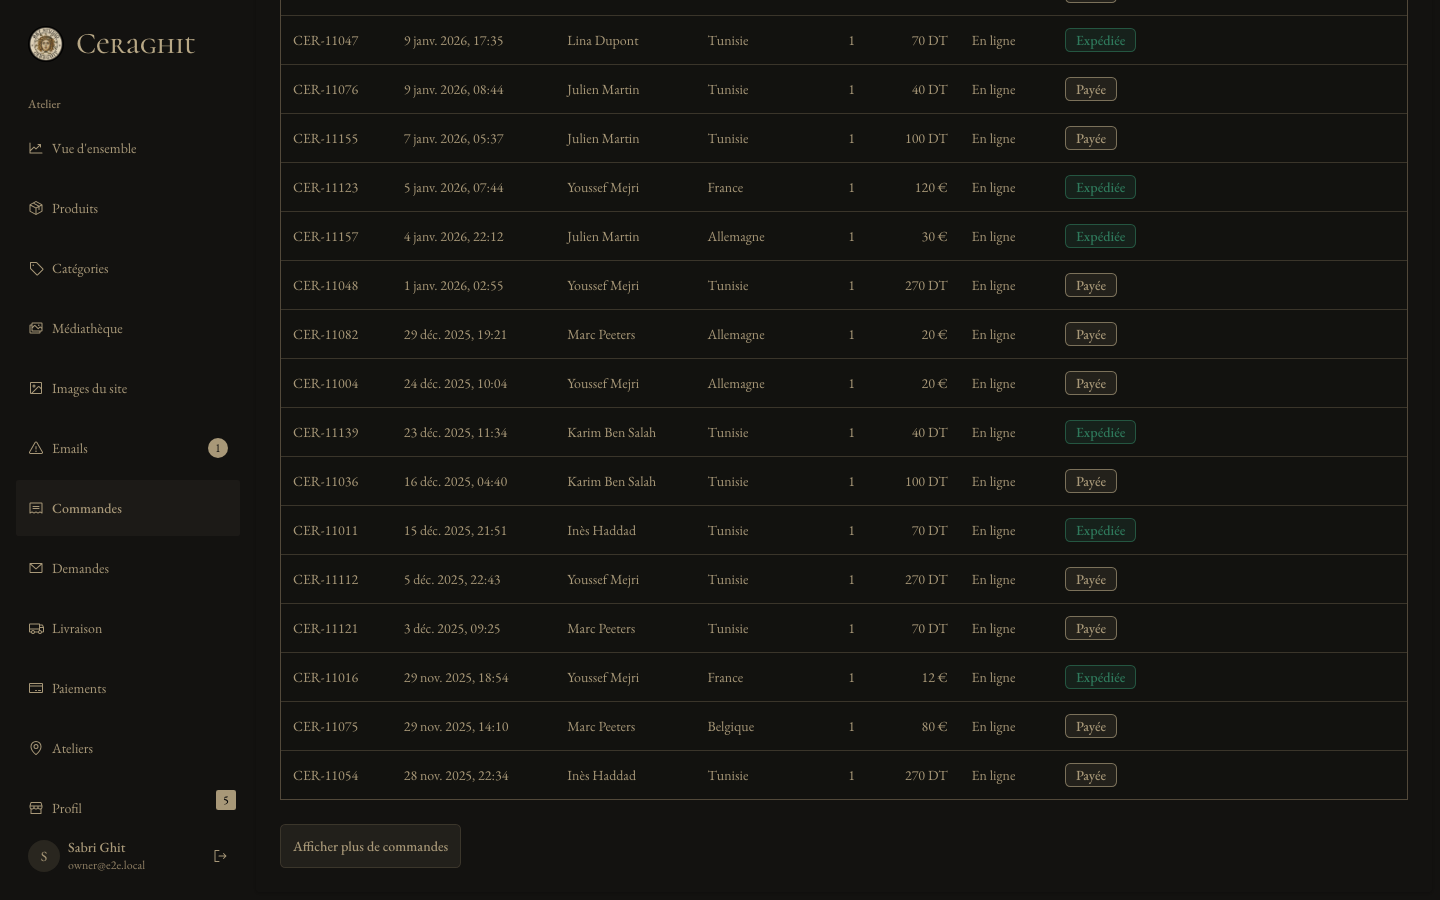 Ceraghit
Atelier
Vue d'ensemble
Produits
Catégories
Médiathèque
Images du site
Emails 1
Commandes
Demandes
Livraison
Paiements
Ateliers
Profil 5
S Sabri Ghit
owner@e2e.local
CER-11047 9 janv. 2026, 17:35 Lina Dupont Tunisie 1 70 DT En ligne Expédiée
CER-11076 9 janv. 2026, 08:44 Julien Martin Tunisie 1 40 DT En ligne Payée
CER-11155 7 janv. 2026, 05:37 Julien Martin Tunisie 1 100 DT En ligne Payée
CER-11123 5 janv. 2026, 07:44 Youssef Mejri France 1 120 € En ligne Expédiée
CER-11157 4 janv. 2026, 22:12 Julien Martin Allemagne 1 30 € En ligne Expédiée
CER-11048 1 janv. 2026, 02:55 Youssef Mejri Tunisie 1 270 DT En ligne Payée
CER-11082 29 déc. 2025, 19:21 Marc Peeters Allemagne 1 20 € En ligne Payée
CER-11004 24 déc. 2025, 10:04 Youssef Mejri Allemagne 1 20 € En ligne Payée
CER-11139 23 déc. 2025, 11:34 Karim Ben Salah Tunisie 1 40 DT En ligne Expédiée
CER-11036 16 déc. 2025, 04:40 Karim Ben Salah Tunisie 1 100 DT En ligne Payée
CER-11011 15 déc. 2025, 21:51 Inès Haddad Tunisie 1 70 DT En ligne Expédiée
CER-11112 5 déc. 2025, 22:43 Youssef Mejri Tunisie 1 270 DT En ligne Payée
CER-11121 3 déc. 2025, 09:25 Marc Peeters Tunisie 1 70 DT En ligne Payée
CER-11016 29 nov. 2025, 18:54 Youssef Mejri France 1 12 € En ligne Expédiée
CER-11075 29 nov. 2025, 14:10 Marc Peeters Belgique 1 80 € En ligne Payée
CER-11054 28 nov. 2025, 22:34 Inès Haddad Tunisie 1 270 DT En ligne Payée
Afficher plus de commandes